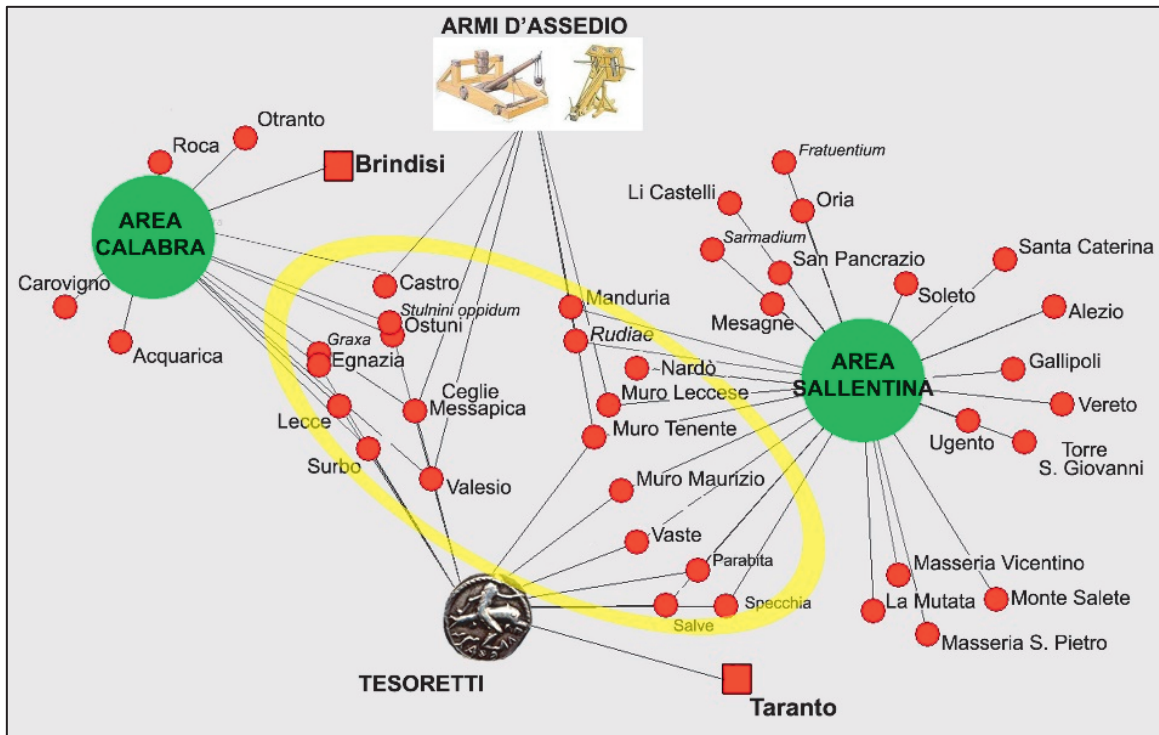 ARMI D'ASSEDIO
Otranto
Roca
Brindisi
AREA
CALABRA
Carovigno
Acquarica
Castro
Stulnini oppidum
Ostuni
Graxa
Egnazia
Ceglie
Messapica
Lecce
Surbo
Valesio
Manduria
Rudiae
Nardò
Muro Leccese
Muro Tenente
Muro Maurizio
Vaste
Parabita
Salve
Specchia
Fratuentium
Li Castelli
Oria
Sarmadium
San Pancrazio
Mesagne
Soleto
Santa Caterina
Alezio
AREA
SALLENTINA
Gallipoli
Vereto
Ugento
Torre
S. Giovanni
Masseria Vicentino
La Mutata
Monte Salete
Masseria S. Pietro
TESORETTI
Taranto